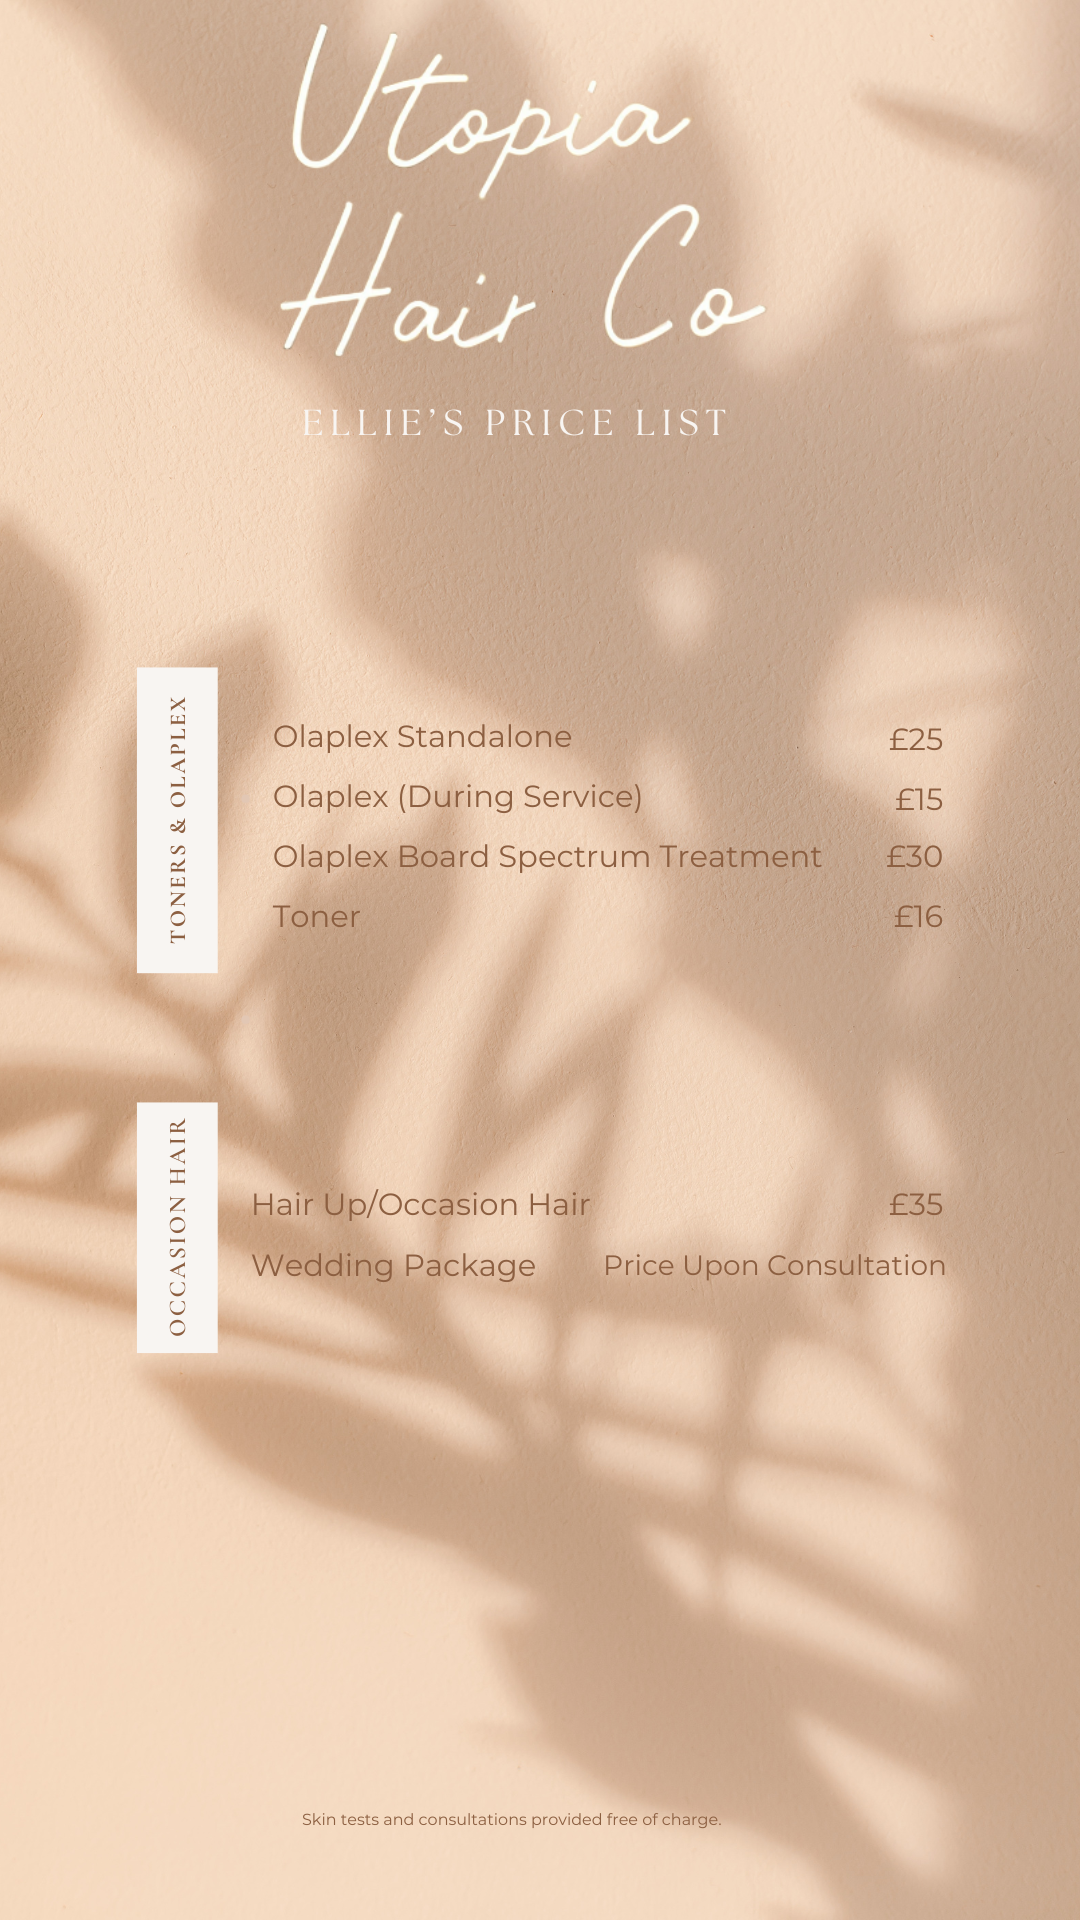 Utopia
Hair Co
ELLIE’S PRICE LIST
TONERS & OLAPLEX
Olaplex Standalone £25
Olaplex (During Service) £15
Olaplex Board Spectrum Treatment £30
Toner £16
OCCASION HAIR
Hair Up/Occasion Hair £35
Wedding Package Price Upon Consultation
Skin tests and consultations provided free of charge.